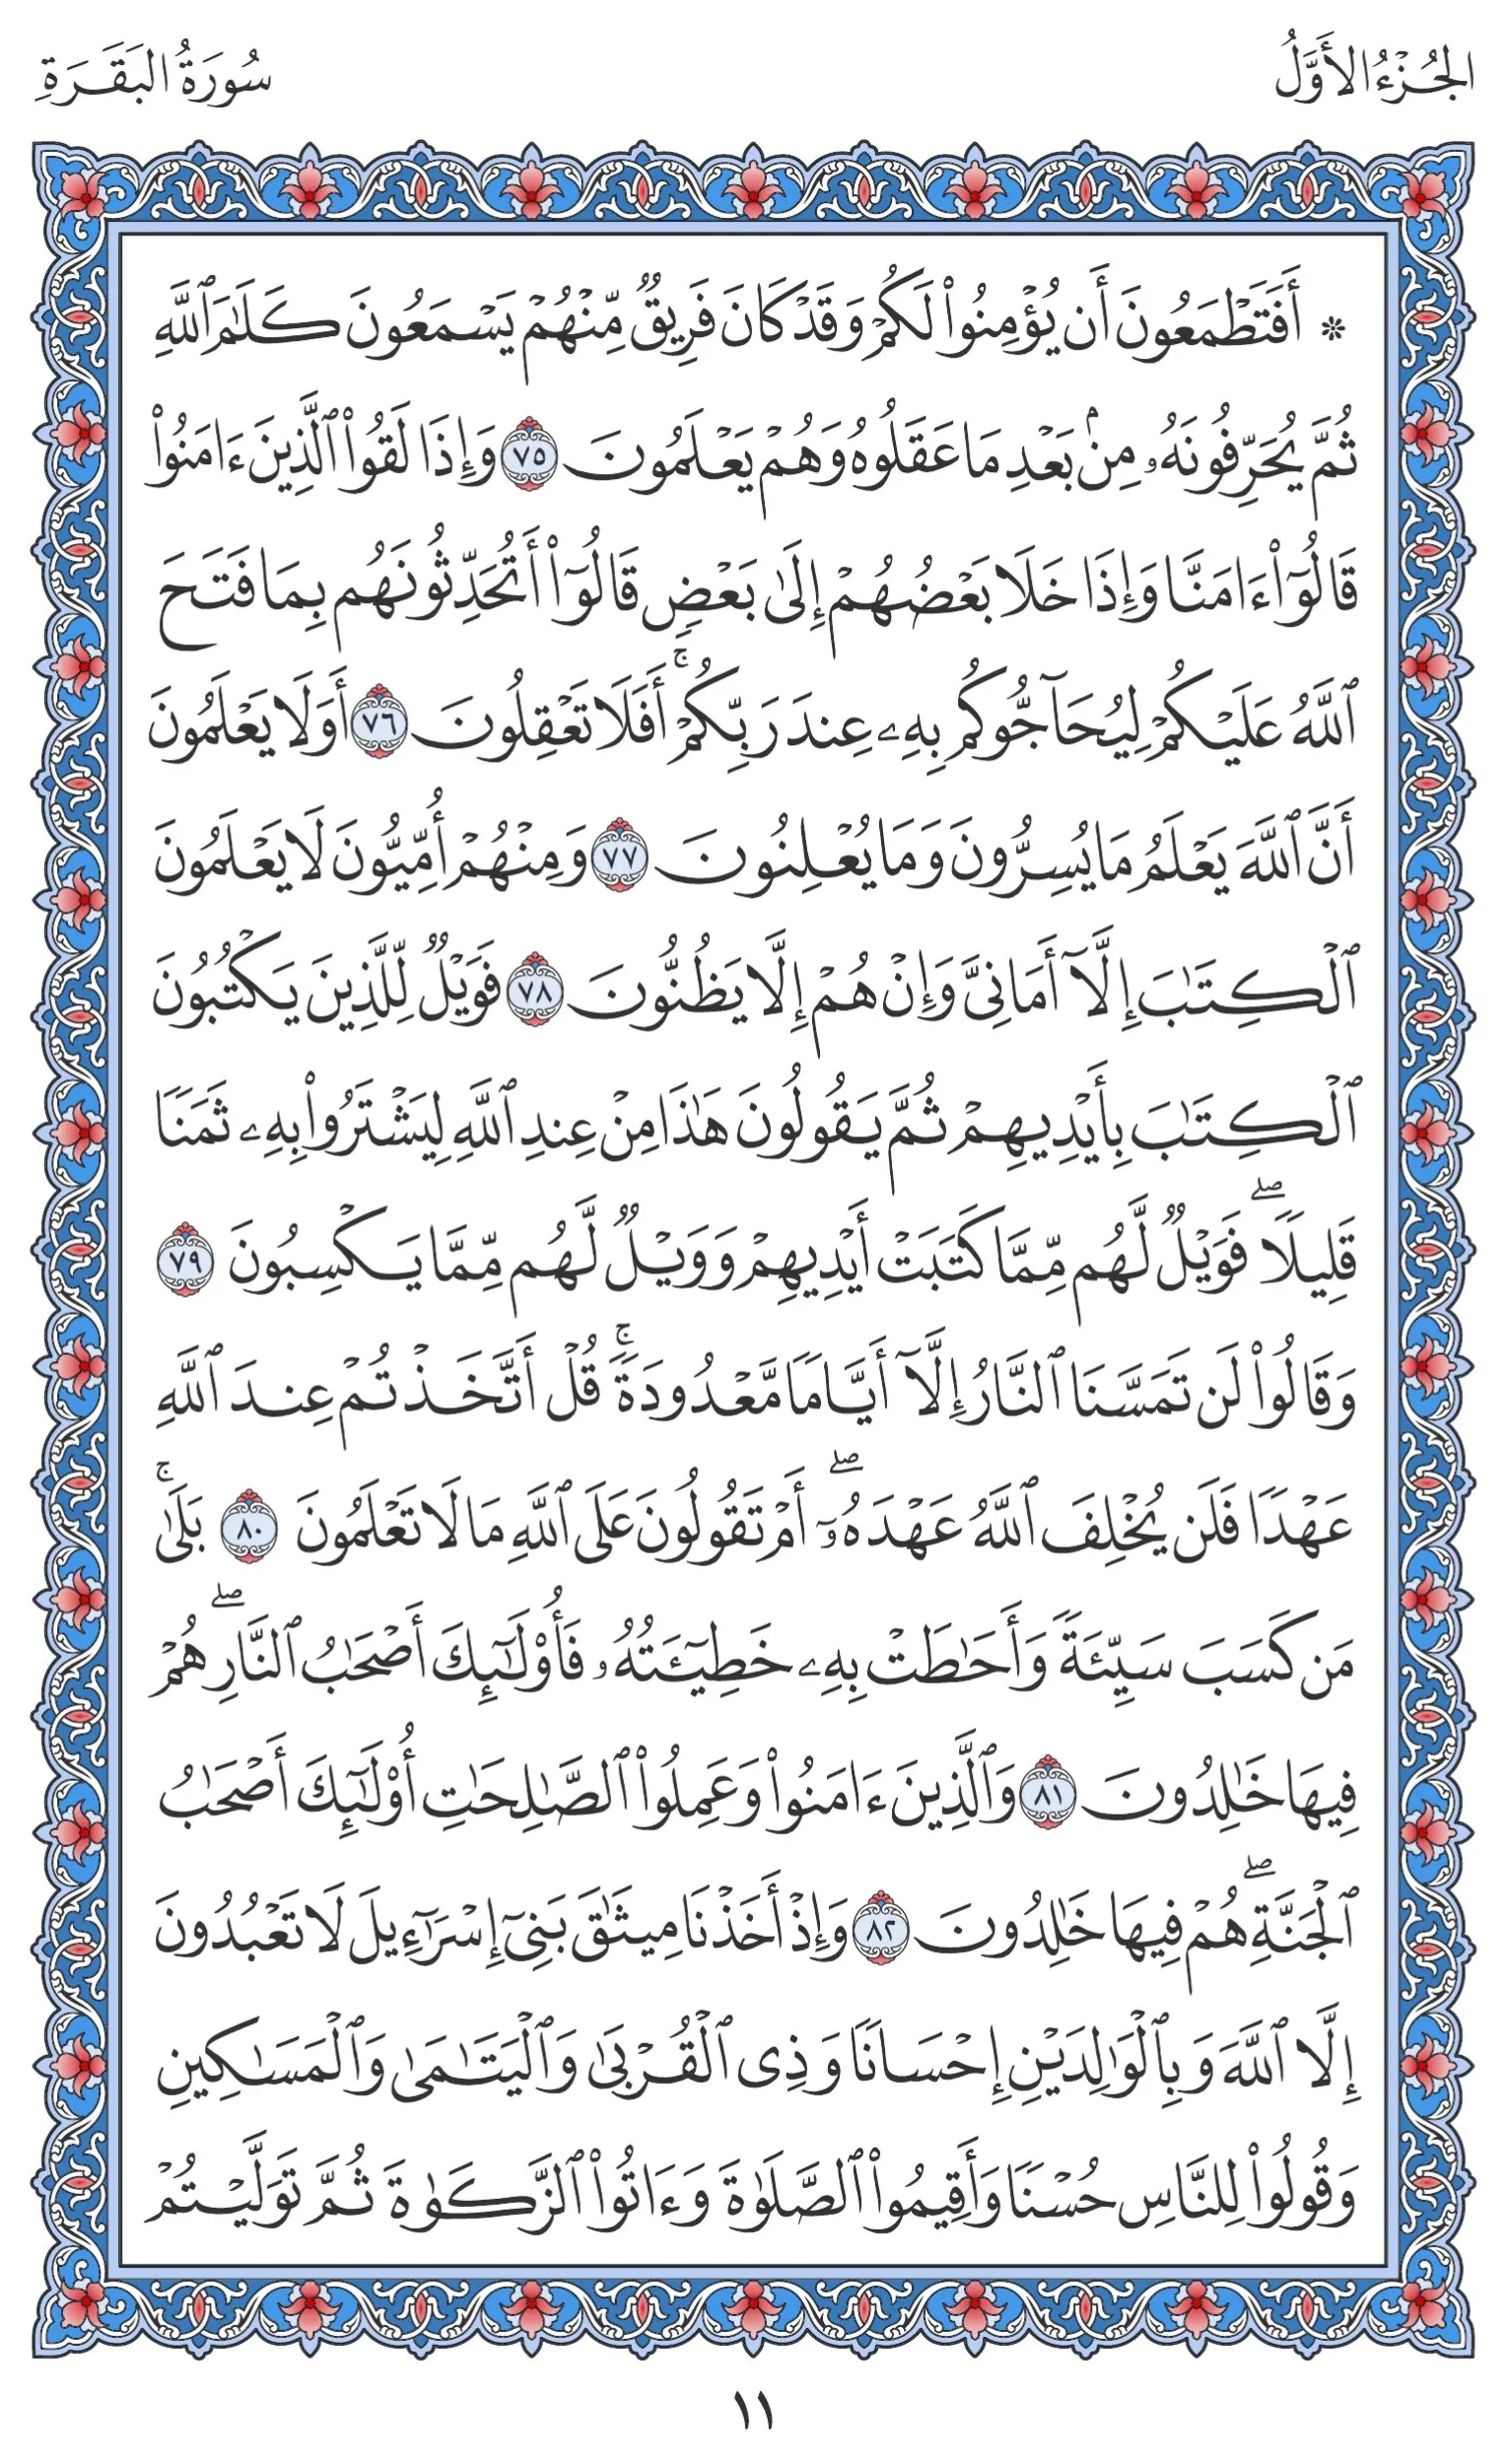 الجُزْءُ الأَوَّلُ
سُورَةُ البَقَرَةِ
۞ أَفَتَطْمَعُونَ أَن يُؤْمِنُوا۟ لَكُمْ وَقَدْ كَانَ فَرِيقٌ مِّنْهُمْ يَسْمَعُونَ كَلَـٰمَ ٱللَّهِ
ثُمَّ يُحَرِّفُونَهُۥ مِنۢ بَعْدِ مَا عَقَلُوهُ وَهُمْ يَعْلَمُونَ ٧٥ وَإِذَا لَقُوا۟ ٱلَّذِينَ ءَامَنُوا۟
قَالُوٓا۟ ءَامَنَّا وَإِذَا خَلَا بَعْضُهُمْ إِلَىٰ بَعْضٍ قَالُوٓا۟ أَتُحَدِّثُونَهُم بِمَا فَتَحَ
ٱللَّهُ عَلَيْكُمْ لِيُحَآجُّوكُم بِهِۦ عِندَ رَبِّكُمْ ۚ أَفَلَا تَعْقِلُونَ ٧٦ أَوَلَا يَعْلَمُونَ
أَنَّ ٱللَّهَ يَعْلَمُ مَا يُسِرُّونَ وَمَا يُعْلِنُونَ ٧٧ وَمِنْهُمْ أُمِّيُّونَ لَا يَعْلَمُونَ
ٱلْكِتَـٰبَ إِلَّآ أَمَانِىَّ وَإِنْ هُمْ إِلَّا يَظُنُّونَ ٧٨ فَوَيْلٌ لِّلَّذِينَ يَكْتُبُونَ
ٱلْكِتَـٰبَ بِأَيْدِيهِمْ ثُمَّ يَقُولُونَ هَـٰذَا مِنْ عِندِ ٱللَّهِ لِيَشْتَرُوا۟ بِهِۦ ثَمَنًا
قَلِيلًا ۖ فَوَيْلٌ لَّهُم مِّمَّا كَتَبَتْ أَيْدِيهِمْ وَوَيْلٌ لَّهُم مِّمَّا يَكْسِبُونَ ٧٩
وَقَالُوا۟ لَن تَمَسَّنَا ٱلنَّارُ إِلَّآ أَيَّامًا مَّعْدُودَةً ۚ قُلْ أَتَّخَذْتُمْ عِندَ ٱللَّهِ
عَهْدًا فَلَن يُخْلِفَ ٱللَّهُ عَهْدَهُۥٓ ۖ أَمْ تَقُولُونَ عَلَى ٱللَّهِ مَا لَا تَعْلَمُونَ ٨٠ بَلَىٰ ۚ
مَن كَسَبَ سَيِّئَةً وَأَحَـٰطَتْ بِهِۦ خَطِيٓـَٔتُهُۥ فَأُو۟لَـٰٓئِكَ أَصْحَـٰبُ ٱلنَّارِ ۖ هُمْ
فِيهَا خَـٰلِدُونَ ٨١ وَٱلَّذِينَ ءَامَنُوا۟ وَعَمِلُوا۟ ٱلصَّـٰلِحَـٰتِ أُو۟لَـٰٓئِكَ أَصْحَـٰبُ
ٱلْجَنَّةِ ۖ هُمْ فِيهَا خَـٰلِدُونَ ٨٢ وَإِذْ أَخَذْنَا مِيثَـٰقَ بَنِىٓ إِسْرَٰٓءِيلَ لَا تَعْبُدُونَ
إِلَّا ٱللَّهَ وَبِٱلْوَٰلِدَيْنِ إِحْسَانًا وَذِى ٱلْقُرْبَىٰ وَٱلْيَتَـٰمَىٰ وَٱلْمَسَـٰكِينِ
وَقُولُوا۟ لِلنَّاسِ حُسْنًا وَأَقِيمُوا۟ ٱلصَّلَوٰةَ وَءَاتُوا۟ ٱلزَّكَوٰةَ ثُمَّ تَوَلَّيْتُمْ
١١